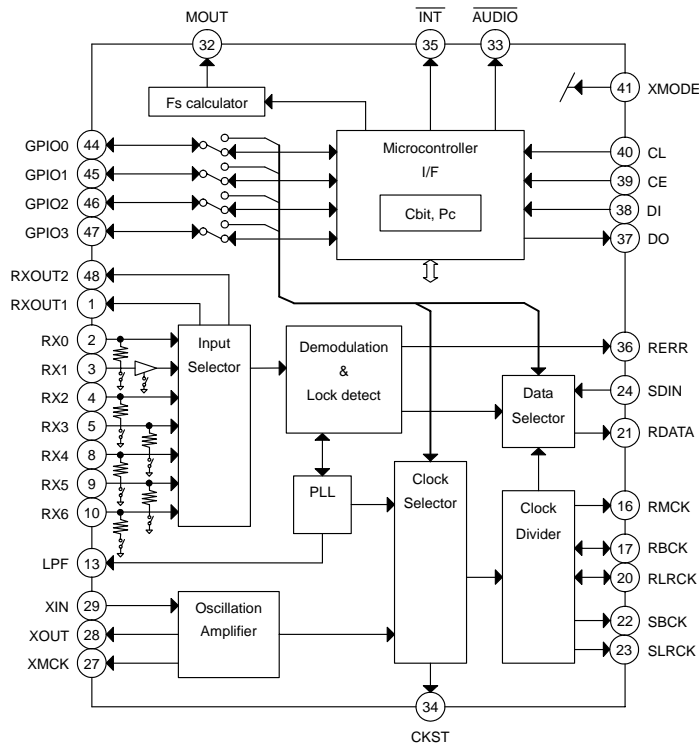 MOUT
INT
AUDIO
32
35
33
41
XMODE
Fs calculator
GPIO0
44
GPIO1
45
GPIO2
46
GPIO3
47
Microcontroller
I/F
Cbit, Pc
40
CL
39
CE
38
DI
37
DO
RXOUT2
48
RXOUT1
1
RX0
2
RX1
3
RX2
4
RX3
5
RX4
8
RX5
9
RX6
10
Input
Selector
Demodulation
&
Lock detect
36
RERR
Data
Selector
24
SDIN
21
RDATA
PLL
Clock
Selector
Clock
Divider
16
RMCK
17
RBCK
20
RLRCK
22
SBCK
23
SLRCK
LPF
13
XIN
29
XOUT
28
XMCK
27
Oscillation
Amplifier
34
CKST